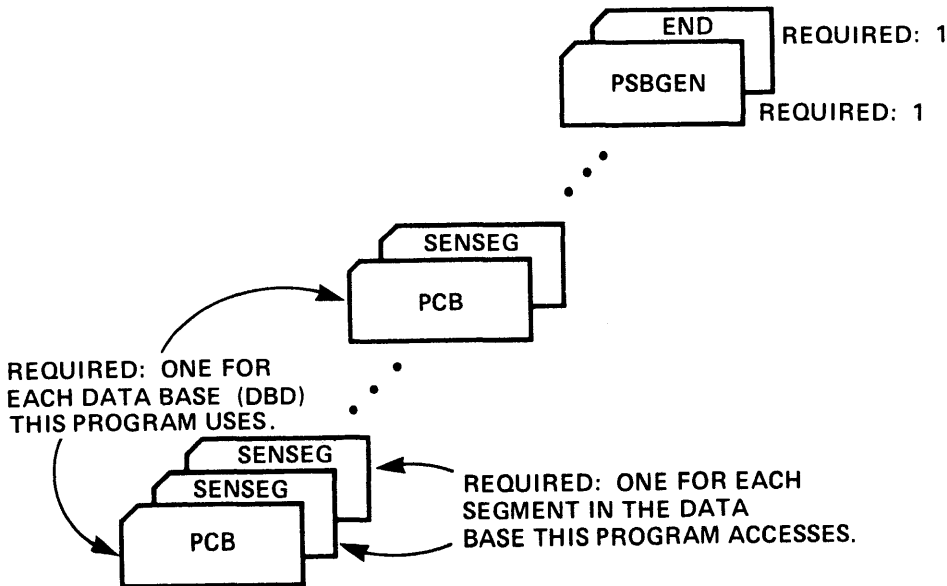 END
REQUIRED: 1
PSBGEN
REQUIRED: 1
SENSEG
PCB
REQUIRED: ONE FOR
EACH DATA BASE (DBD)
THIS PROGRAM USES.
SENSEG
SENSEG
PCB
REQUIRED: ONE FOR EACH
SEGMENT IN THE DATA
BASE THIS PROGRAM ACCESSES.